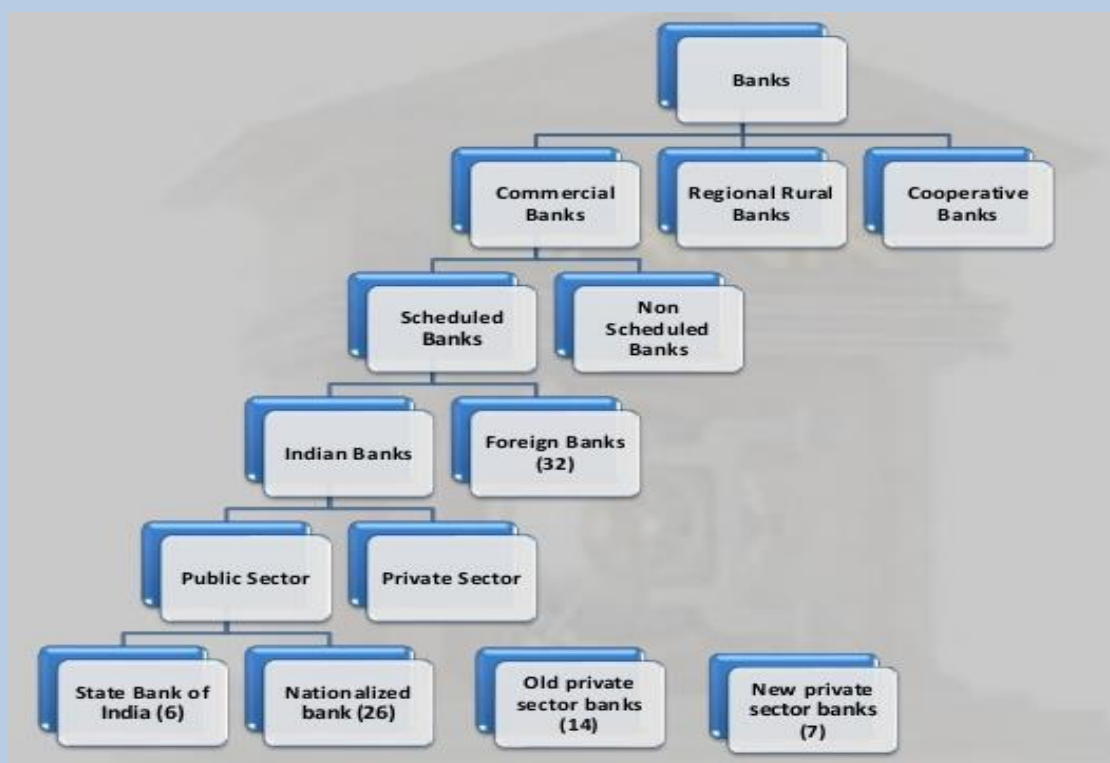 Banks
Commercial
Banks
Regional Rural
Banks
Cooperative
Banks
Scheduled
Banks
Non
Scheduled
Banks
Indian Banks
Foreign Banks
(32)
Public Sector
Private Sector
State Bank of
India (6)
Nationalized
bank (26)
Old private
sector banks
(14)
New private
sector banks
(7)